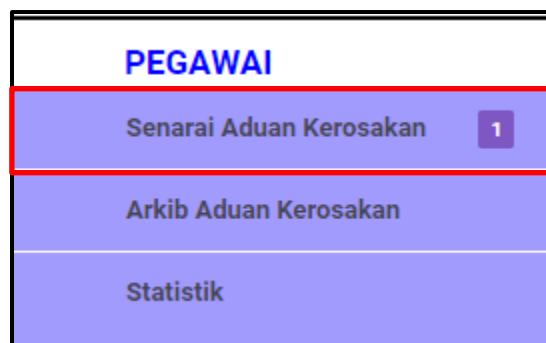 PEGAWAI
Senarai Aduan Kerosakan 1
Arkib Aduan Kerosakan
Statistik